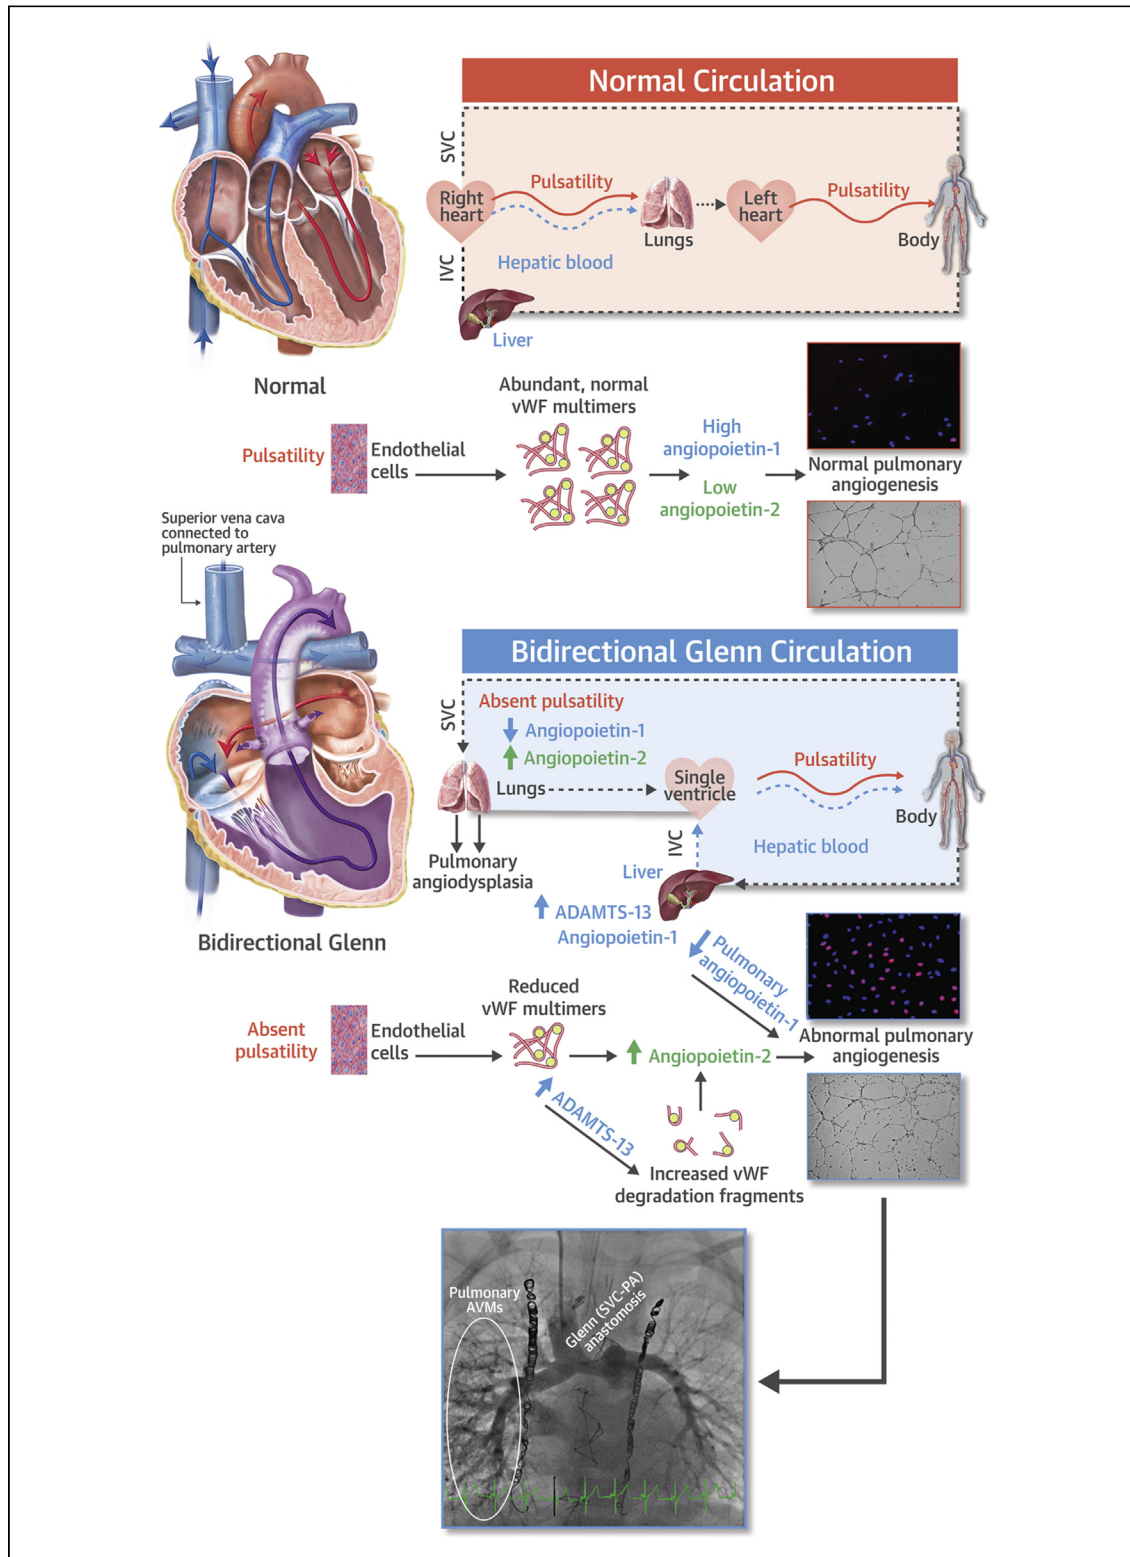 Normal Circulation
SVC
Right
heart
Pulsatility
Lungs
Left
heart
Pulsatility
Body
IVC
Hepatic blood
Liver
Normal
Pulsatility
Endothelial
cells
Abundant, normal
vWF multimers
High
angiopoietin-1
Low
angiopoietin-2
Normal pulmonary
angiogenesis
Superior vena cava
connected to
pulmonary artery
Bidirectional Glenn Circulation
SVC
Absent pulsatility
Angiopoietin-1
Angiopoietin-2
Lungs
Single
ventricle
Pulsatility
Body
Hepatic blood
IVC
Liver
Pulmonary
angiodysplasia
ADAMTS-13
Angiopoietin-1
Bidirectional Glenn
Pulmonary
angiopoietin-1
Absent
pulsatility
Endothelial
cells
Reduced
vWF multimers
Angiopoietin-2
Abnormal pulmonary
angiogenesis
ADAMTS-13
Increased vWF
degradation fragments
Pulmonary
AVMs
Glenn (SVC-PA)
anastomosis